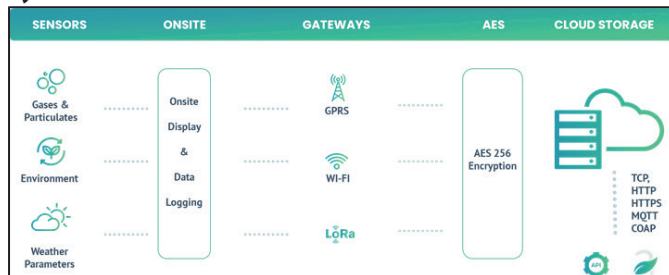 SENSORS
ONSITE
GATEWAYS
AES
CLOUD STORAGE
Gases &
Particulates
Environment
Weather
Parameters
Onsite
Display
&
Data
Logging
GPRS
WI-FI
LoRa
AES 256
Encryption
TCP,
HTTP
HTTPS
MQTT
COAP
API